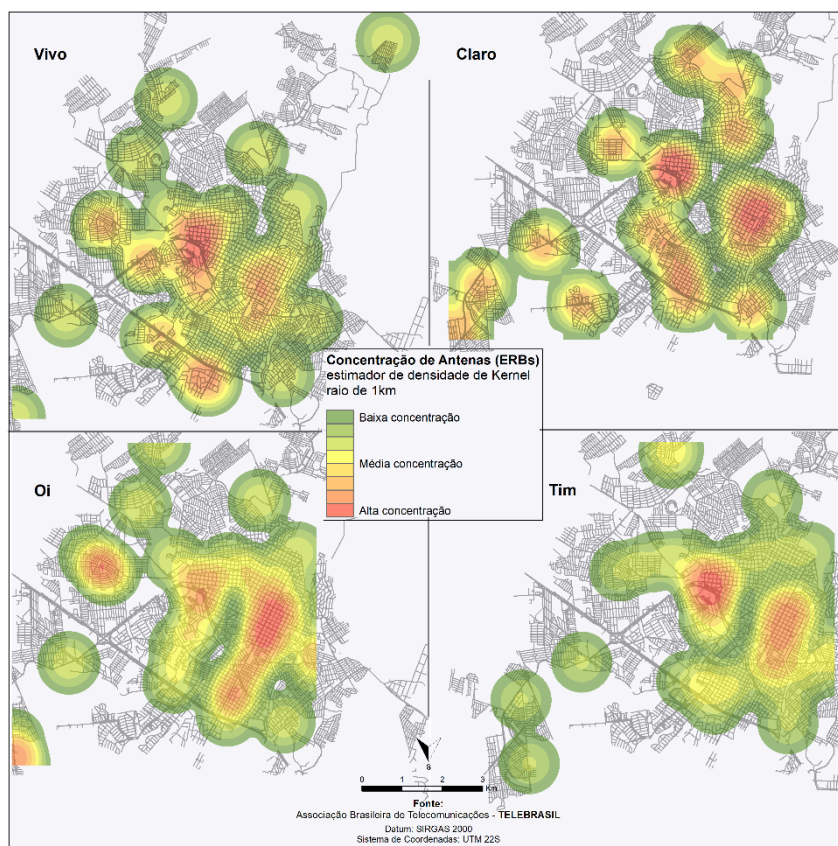 Vivo
Claro
Concentração de Antenas (ERBs)
estimador de densidade de Kernel
raio de 1km
Baixa concentração
Média concentração
Alta concentração
Oi
Tim
S
0 1 2 3
Km
Fonte:
Associação Brasileira de Telecomunicações - TELEBRASIL
Datum: SIRGAS 2000
Sistema de Coordenadas: UTM 22S